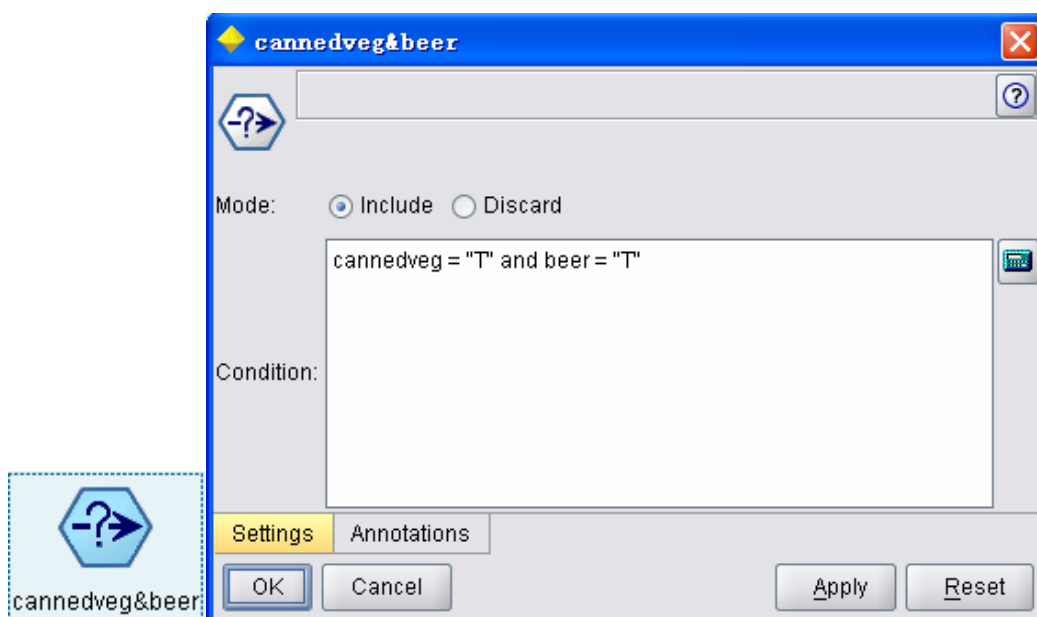 cannedveg&beer
Mode: Include Discard
cannedveg = "T" and beer = "T"
Condition:
Settings Annotations
OK Cancel Apply Reset
cannedveg&beer